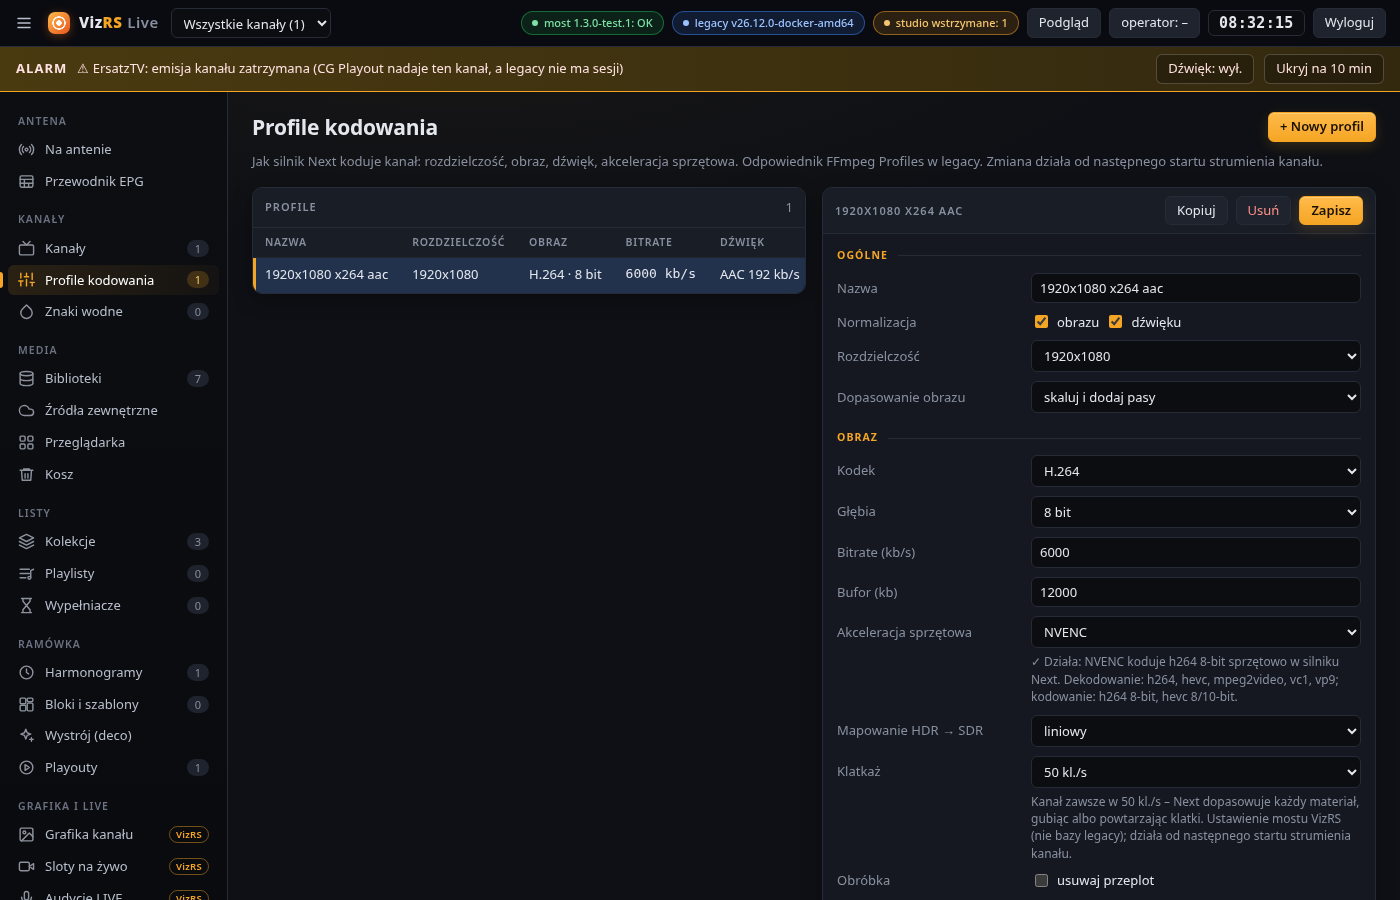 VizRS Live
Wszystkie kanały (1)
most 1.3.0-test.1: OK
legacy v26.12.0-docker-amd64
studio wstrzymane: 1
Podgląd
operator: –
08:32:15
Wyloguj
ALARM ⚠ ErsatzTV: emisja kanału zatrzymana (CG Playout nadaje ten kanał, a legacy nie ma sesji)
Dźwięk: wył.
Ukryj na 10 min
ANTENA
Na antenie
Przewodnik EPG
KANAŁY
Kanały 1
Profile kodowania 1
Znaki wodne 0
MEDIA
Biblioteki 7
Źródła zewnętrzne
Przeglądarka
Kosz
LISTY
Kolekcje 3
Playlisty 0
Wypełniacze 0
RAMÓWKA
Harmonogramy 1
Bloki i szablony 0
Wystrój (deco)
Playouty 1
GRAFIKA I LIVE
Grafika kanału VizRS
Sloty na żywo VizRS
Audycje LIVE VizRS
Profile kodowania
+ Nowy profil
Jak silnik Next koduje kanał: rozdzielczość, obraz, dźwięk, akceleracja sprzętowa. Odpowiednik FFmpeg Profiles w legacy. Zmiana działa od następnego startu strumienia kanału.
PROFILE 1
NAZWA ROZDZIELCZOŚĆ OBRAZ BITRATE DŹWIĘK
1920x1080 x264 aac 1920x1080 H.264 · 8 bit 6000 kb/s AAC 192 kb/s
1920X1080 X264 AAC
Kopiuj
Usuń
Zapisz
OGÓLNE
Nazwa 1920x1080 x264 aac
Normalizacja obrazu dźwięku
Rozdzielczość 1920x1080
Dopasowanie obrazu skaluj i dodaj pasy
OBRAZ
Kodek H.264
Głębia 8 bit
Bitrate (kb/s) 6000
Bufor (kb) 12000
Akceleracja sprzętowa NVENC
✓ Działa: NVENC koduje h264 8-bit sprzętowo w silniku
Next. Dekodowanie: h264, hevc, mpeg2video, vc1, vp9;
kodowanie: h264 8-bit, hevc 8/10-bit.
Mapowanie HDR → SDR liniowy
Klatkaż 50 kl./s
Kanał zawsze w 50 kl./s – Next dopasowuje każdy materiał,
gubiąc albo powtarzając klatki. Ustawienie mostu VizRS
(nie bazy legacy); działa od następnego startu strumienia
kanału.
Obróbka usuwaj przeplot